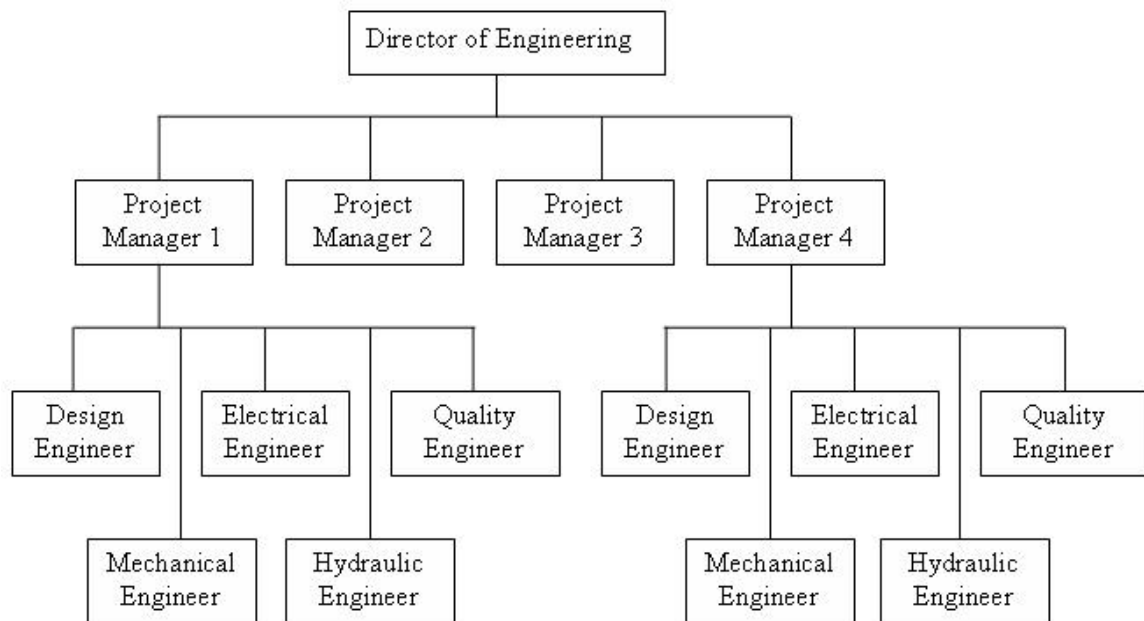 Director of Engineering
Project
Manager 1
Project
Manager 2
Project
Manager 3
Project
Manager 4
Design
Engineer
Electrical
Engineer
Quality
Engineer
Design
Engineer
Electrical
Engineer
Quality
Engineer
Mechanical
Engineer
Hydraulic
Engineer
Mechanical
Engineer
Hydraulic
Engineer